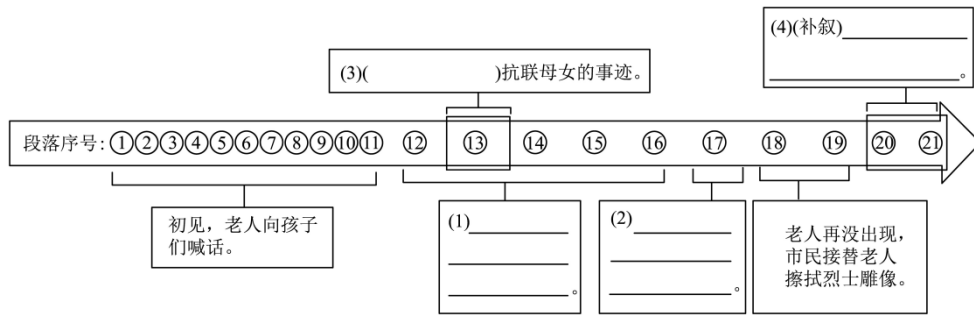 (4)(补叙)
。
(3)( )抗联母女的事迹。
段落序号:①②③④⑤⑥⑦⑧⑨⑩⑪ ⑫ ⑬ ⑭ ⑮ ⑯ ⑰ ⑱ ⑲ ⑳ ㉑
初见，老人向孩子
们喊话。
(1)
。
(2)
。
老人再没出现，
市民接替老人
擦拭烈士雕像。